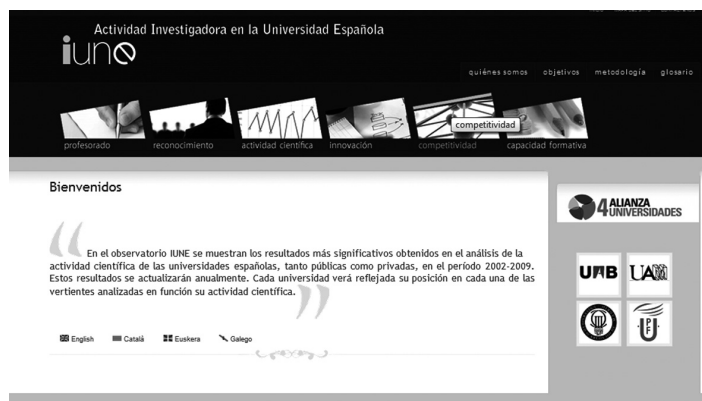 Actividad Investigadora en la Universidad Española
iune
quiénes somos objetivos metodología glosario
competitividad
profesorado reconocimiento actividad científica innovación competitividad capacidad formativa
Bienvenidos
ALIANZA
4 UNIVERSIDADES
“ En el observatorio IUNE se muestran los resultados más significativos obtenidos en el análisis de la
actividad científica de las universidades españolas, tanto públicas como privadas, en el período 2002-2009.
Estos resultados se actualizarán anualmente. Cada universidad verá reflejada su posición en cada una de las
vertientes analizadas en función su actividad científica. ”
UAB UAM
UPF
English Català Euskera Galego